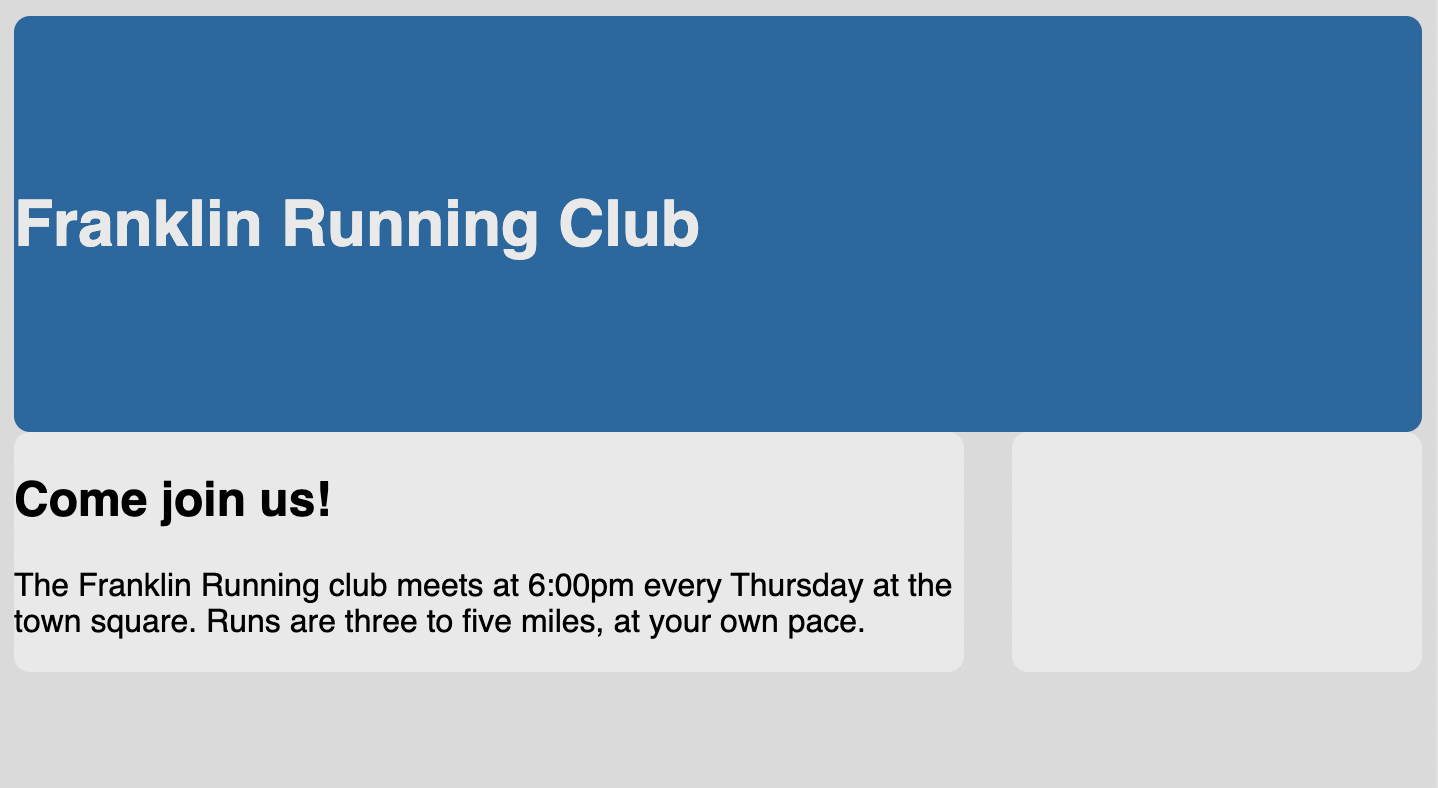 Franklin Running Club
Come join us!
The Franklin Running club meets at 6:00pm every Thursday at the
town square. Runs are three to five miles, at your own pace.